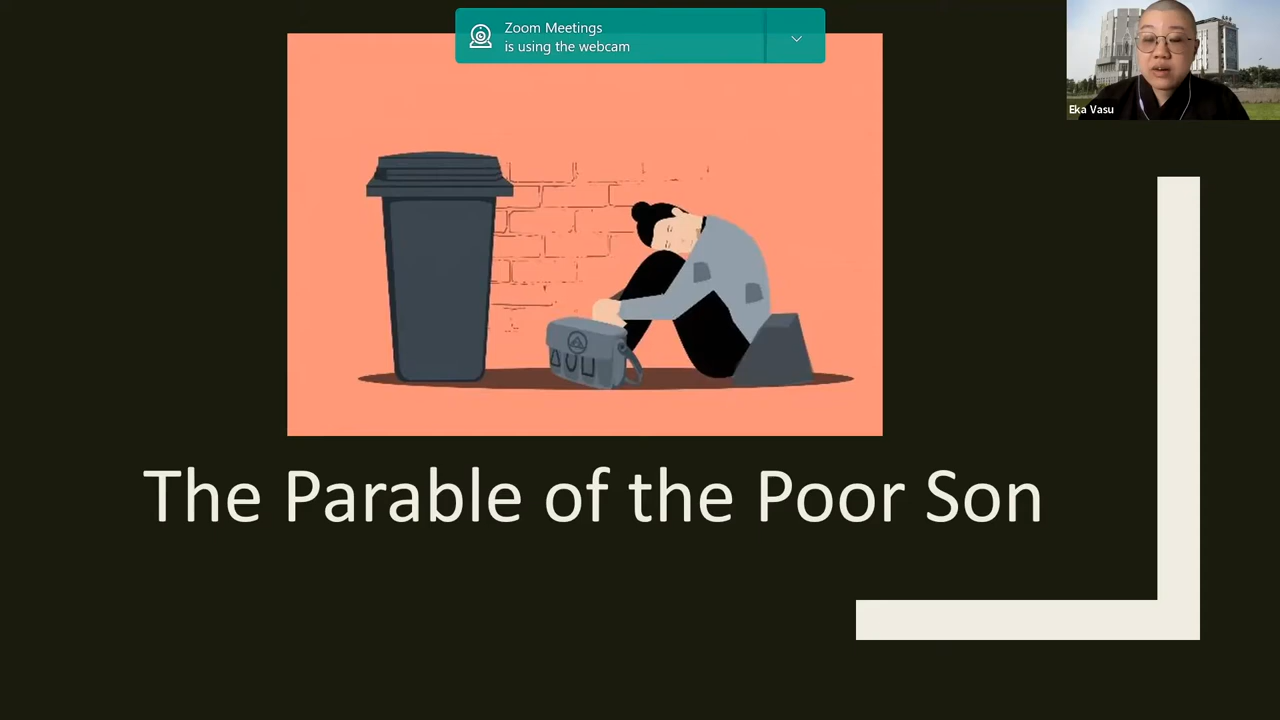 Zoom Meetings
is using the webcam
Eka Vasu
The Parable of the Poor Son